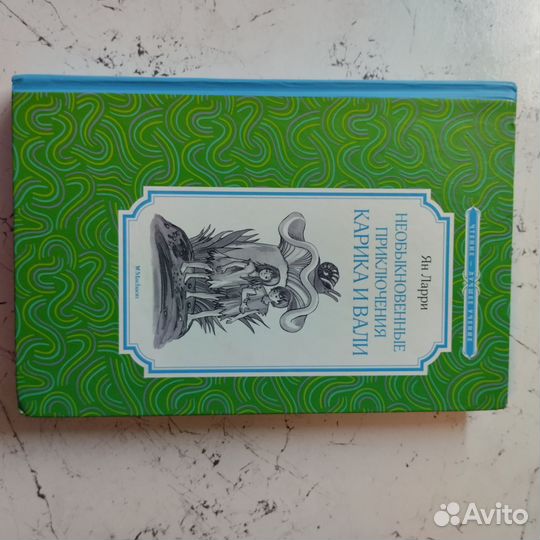 ЧТЕНИЕ — ЛУЧШЕЕ УЧЕНИЕ
Ян Ларри
НЕОБЫКНОВЕННЫЕ
ПРИКЛЮЧЕНИЯ
КАРИКА И ВАЛИ
Махаон
Avito